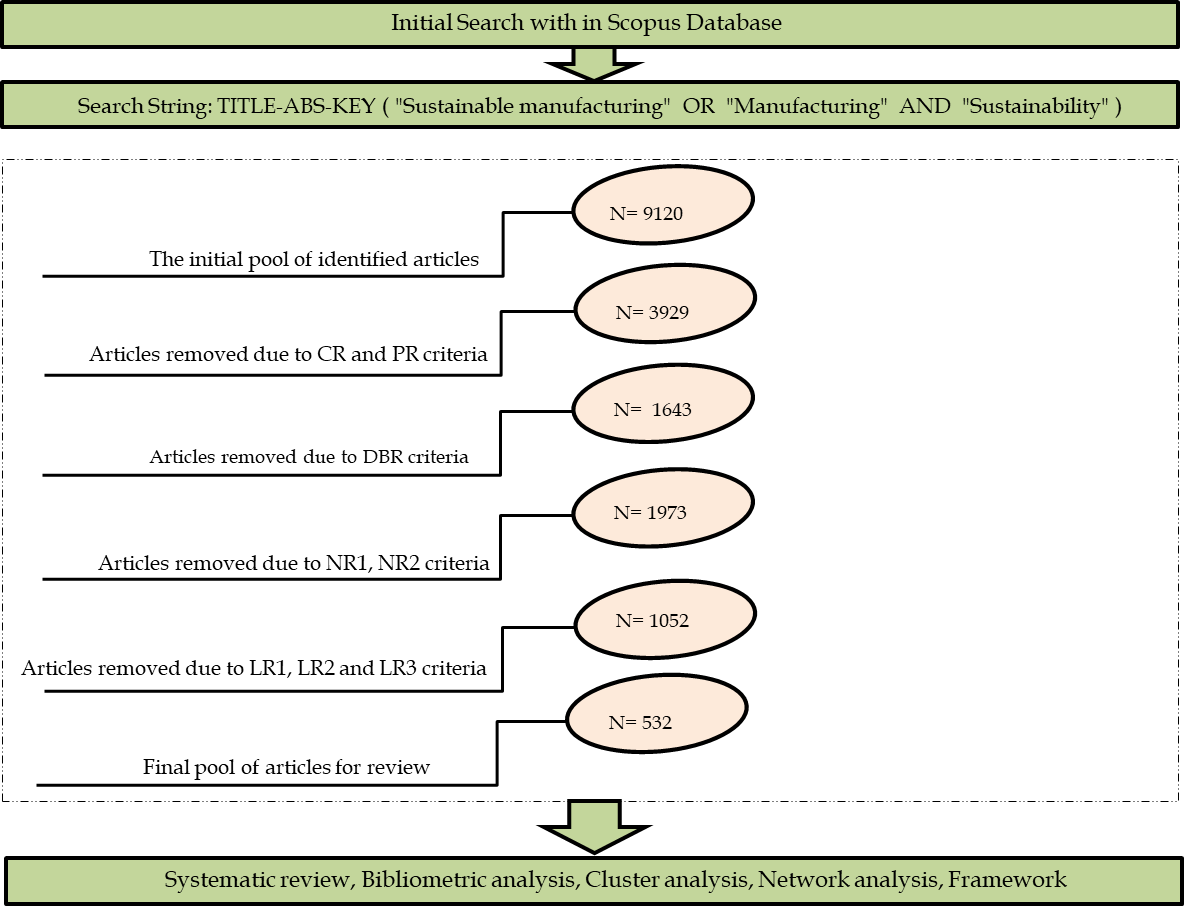 Initial Search with in Scopus Database
Search String: TITLE-ABS-KEY ( "Sustainable manufacturing" OR "Manufacturing" AND "Sustainability" )
N= 9120
The initial pool of identified articles
N= 3929
Articles removed due to CR and PR criteria
N= 1643
Articles removed due to DBR criteria
N= 1973
Articles removed due to NR1, NR2 criteria
N= 1052
Articles removed due to LR1, LR2 and LR3 criteria
N= 532
Final pool of articles for review
Systematic review, Bibliometric analysis, Cluster analysis, Network analysis, Framework